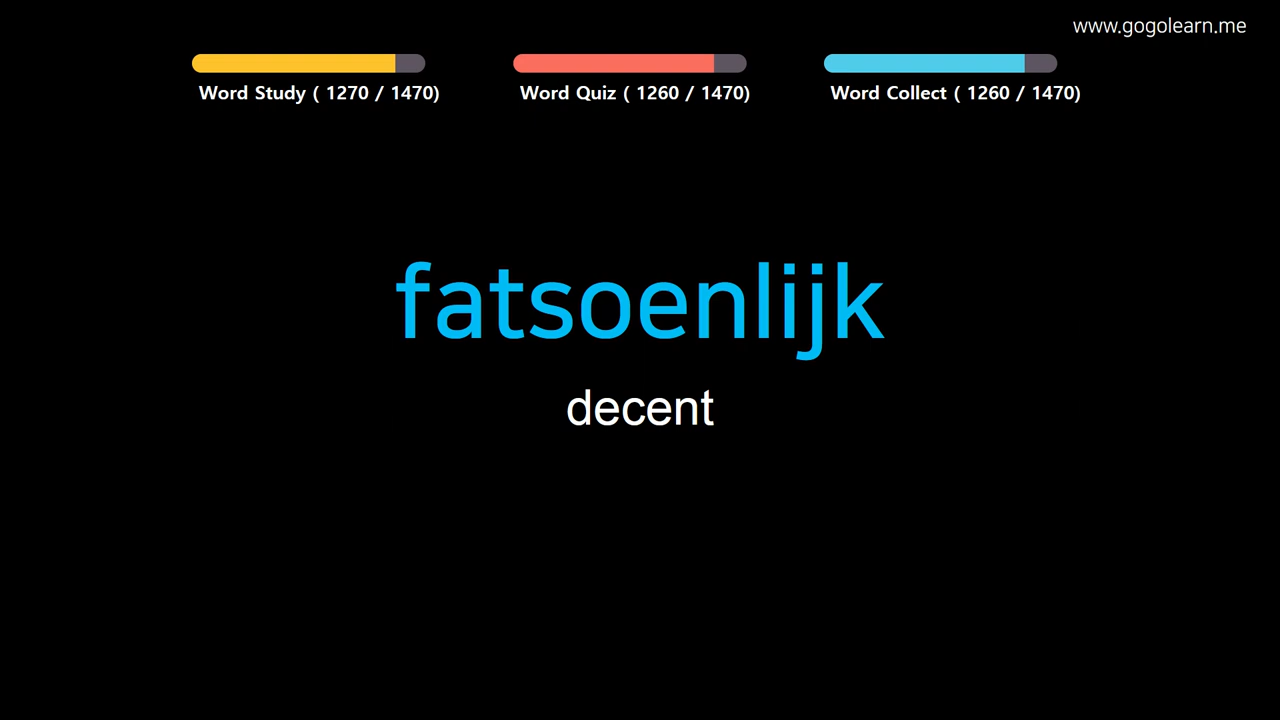 www.gogolearn.me
Word Study ( 1270 / 1470)
Word Quiz ( 1260 / 1470)
Word Collect ( 1260 / 1470)
fatsoenlijk
decent